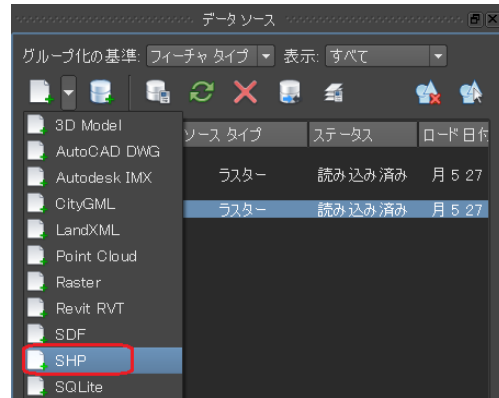 データ ソース
グループ化の基準: フィーチャ タイプ 表示: すべて
3D Model
AutoCAD DWG
Autodesk IMX
CityGML
LandXML
Point Cloud
Raster
Revit RVT
SDF
SHP
SQLite
ソース タイプ ステータス ロード日付
ラスター 読み込み済み 月 5 27
ラスター 読み込み済み 月 5 27